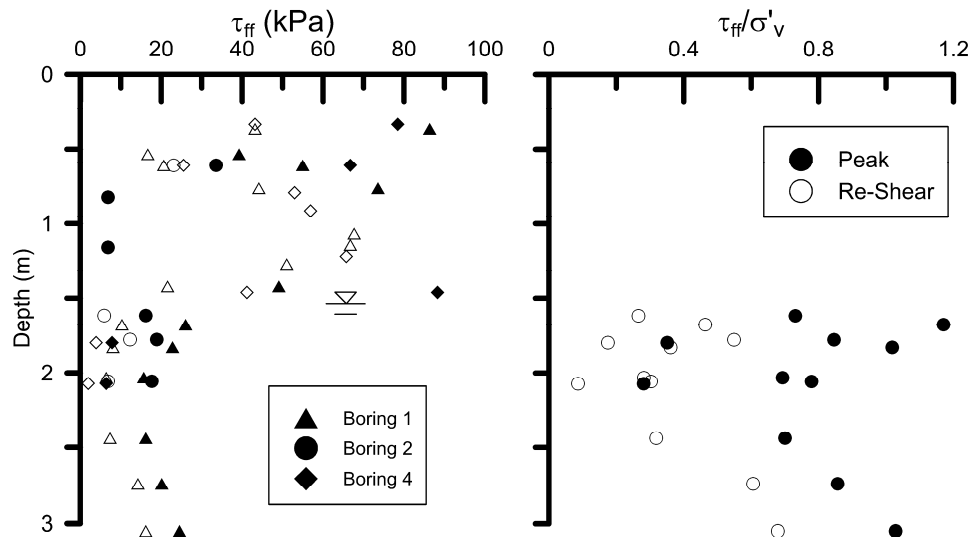 τff (kPa)
0 20 40 60 80 100
τff/σ'v
0 0.4 0.8 1.2
Depth (m)
0
1
2
3
Boring 1
Boring 2
Boring 4
Peak
Re-Shear